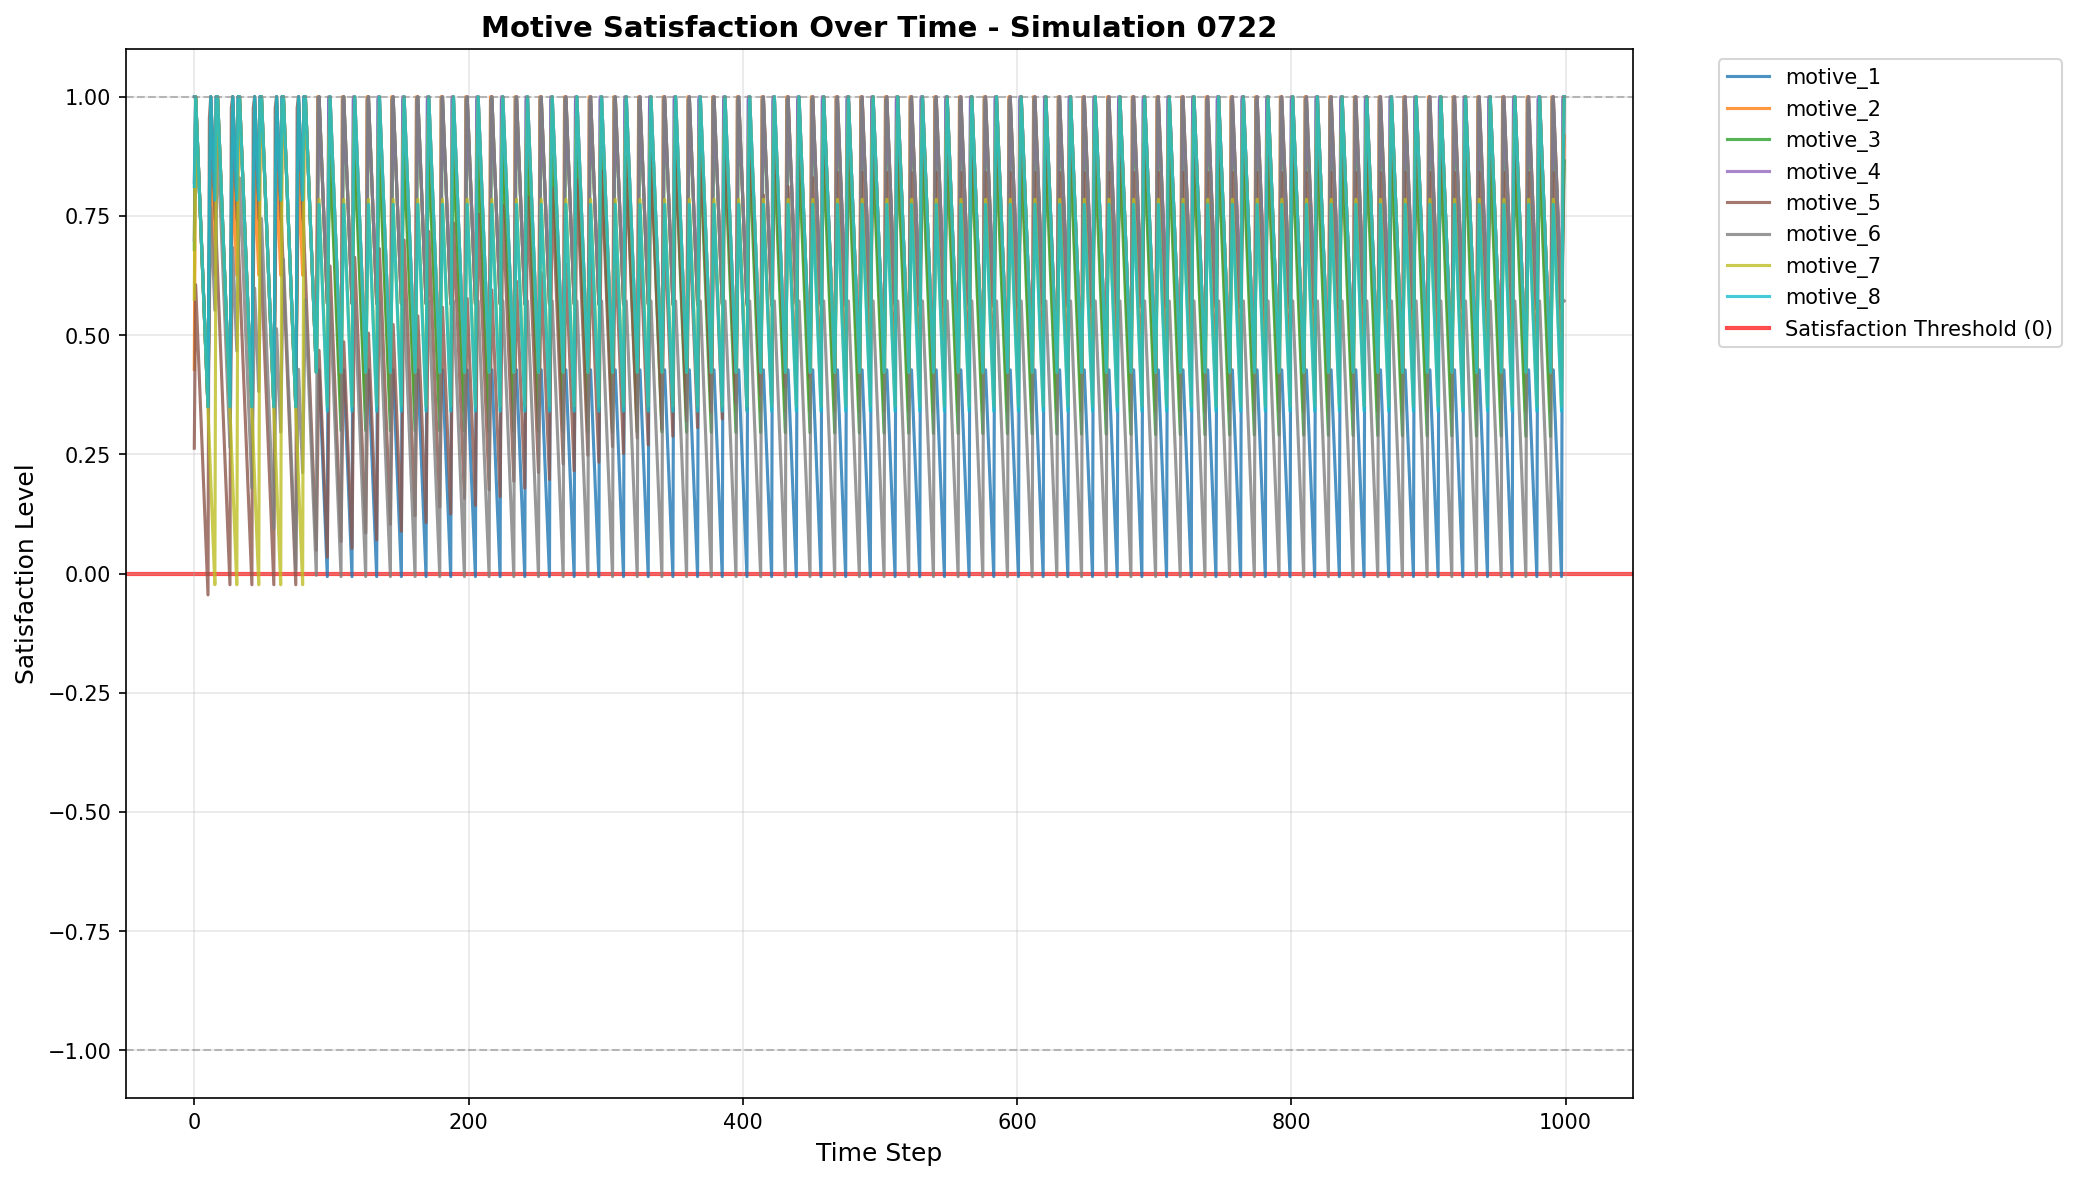 Motive Satisfaction Over Time - Simulation 0722
Satisfaction Level
1.00
0.75
0.50
0.25
0.00
−0.25
−0.50
−0.75
−1.00
0
200
400
600
800
1000
Time Step
motive_1
motive_2
motive_3
motive_4
motive_5
motive_6
motive_7
motive_8
Satisfaction Threshold (0)